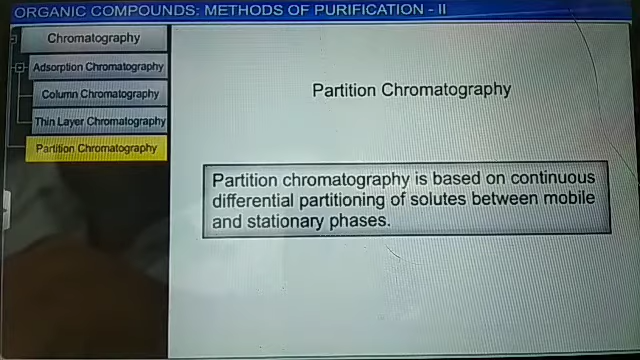 ORGANIC COMPOUNDS: METHODS OF PURIFICATION - II
Chromatography
Adsorption Chromatography
Column Chromatography
Thin Layer Chromatography
Partition Chromatography
Partition Chromatography
Partition chromatography is based on continuous
differential partitioning of solutes between mobile
and stationary phases.